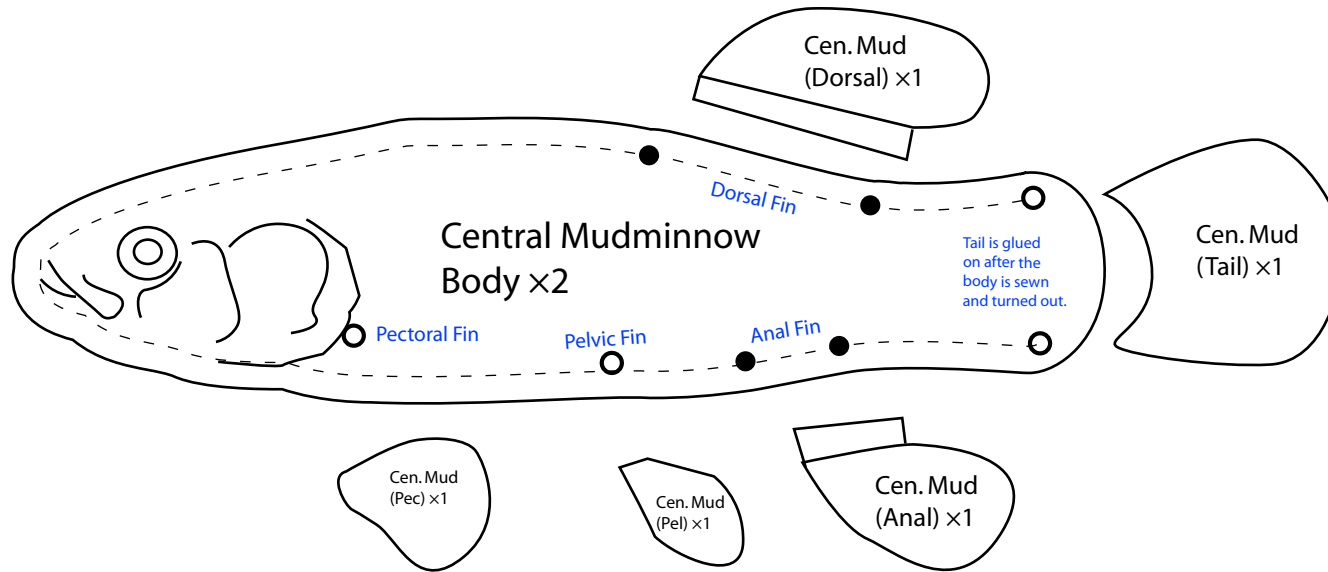 Cen. Mud
(Dorsal) ×1
Dorsal Fin
Central Mudminnow
Body ×2
Cen. Mud
(Tail) ×1
Tail is glued
on after the
body is sewn
and turned out.
Pectoral Fin
Pelvic Fin
Anal Fin
Cen. Mud
(Pec) ×1
Cen. Mud
(Pel) ×1
Cen. Mud
(Anal) ×1